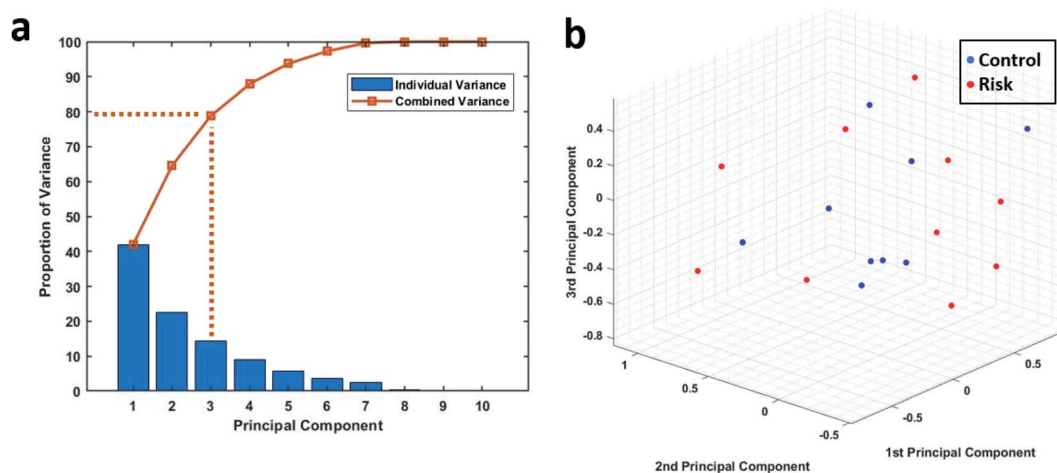 a
100
90
80
70
60
50
40
30
20
10
0
Proportion of Variance
Individual Variance
Combined Variance
1 2 3 4 5 6 7 8 9 10
Principal Component
b
Control
Risk
0.4
0.2
0
-0.2
-0.4
-0.6
-0.8
3rd Principal Component
1
0.5
0
-0.5
2nd Principal Component
-0.5
0
0.5
1st Principal Component